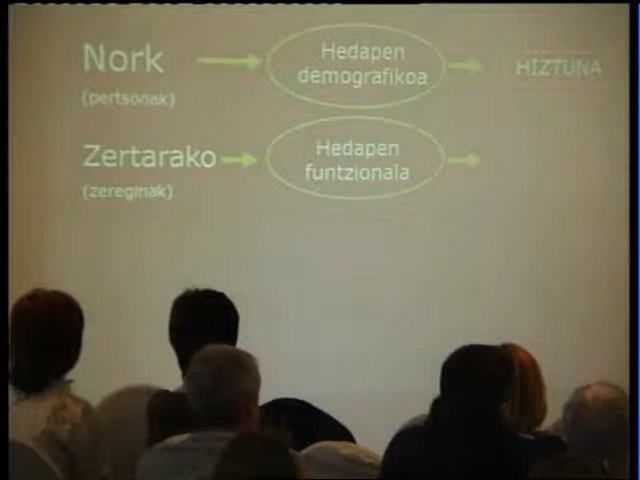 Nork
(pertsonak)
Hedapen
demografikoa
HIZTUNA
Zertarako
(zereginak)
Hedapen
funtzionala